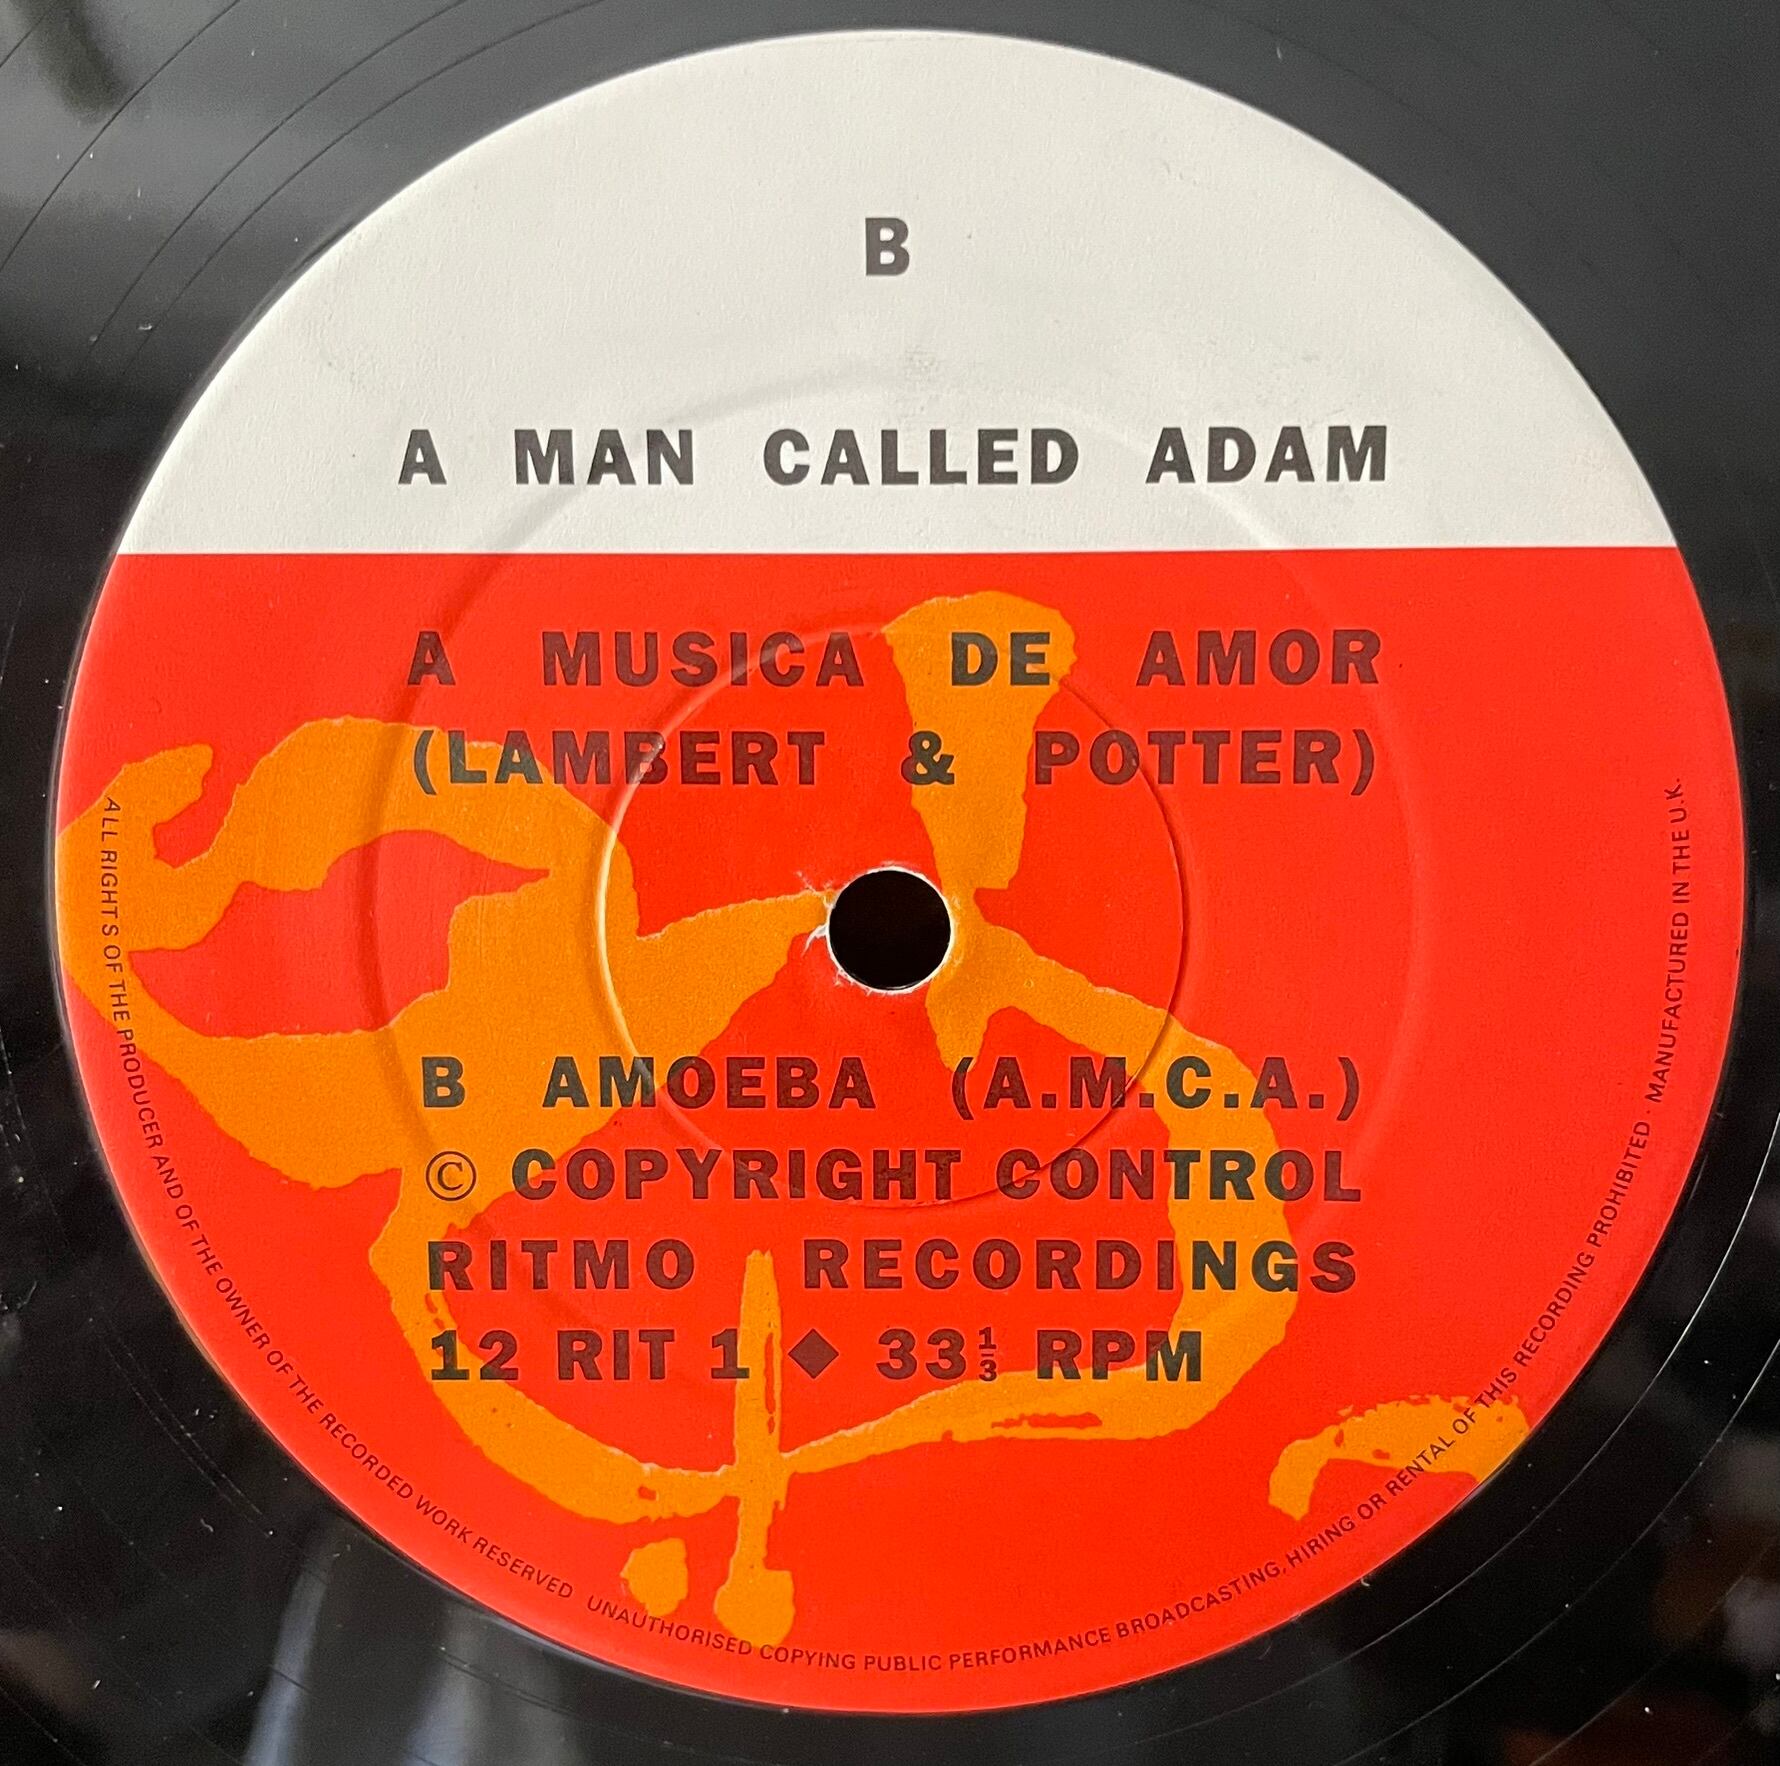 B
A MAN CALLED ADAM
A MUSICA DE AMOR
(LAMBERT & POTTER)
B AMOEBA (A.M.C.A.)
© COPYRIGHT CONTROL
RITMO RECORDINGS
12 RIT 1 ◆ 33⅓ RPM
ALL RIGHTS OF THE PRODUCER AND OF THE OWNER OF THE RECORDED WORK RESERVED UNAUTHORISED COPYING PUBLIC PERFORMANCE BROADCASTING, HIRING OR RENTAL OF THIS RECORDING PROHIBITED · MANUFACTURED IN THE U.K.